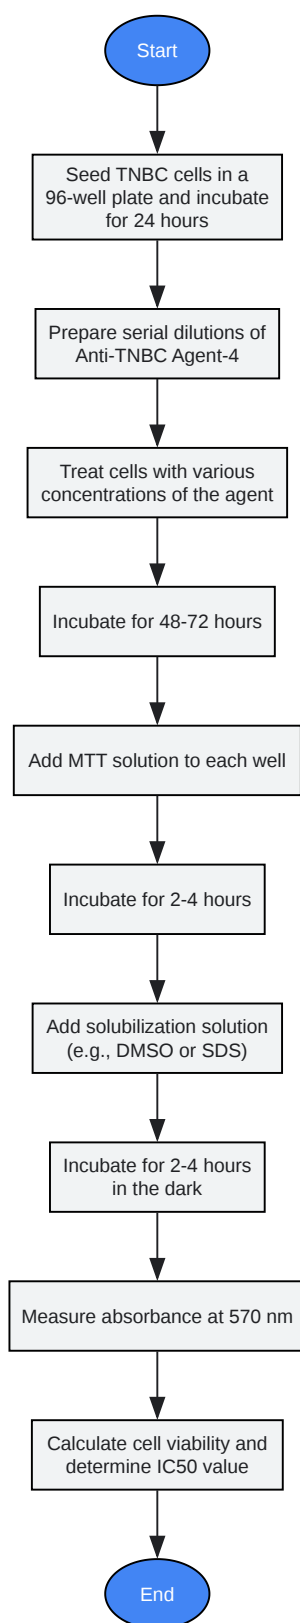 Start
Seed TNBC cells in a
96-well plate and incubate
for 24 hours
Prepare serial dilutions of
Anti-TNBC Agent-4
Treat cells with various
concentrations of the agent
Incubate for 48-72 hours
Add MTT solution to each well
Incubate for 2-4 hours
Add solubilization solution
(e.g., DMSO or SDS)
Incubate for 2-4 hours
in the dark
Measure absorbance at 570 nm
Calculate cell viability and
determine IC50 value
End